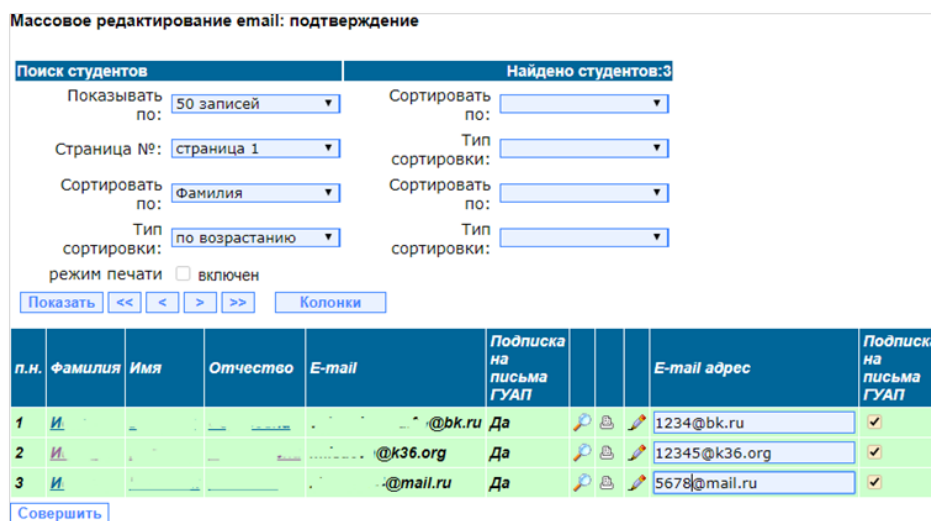 Массовое редактирование email: подтверждение
Поиск студентов Найдено студентов:3
Показывать по: 50 записей Сортировать по:
Страница №: страница 1 Тип сортировки:
Сортировать по: Фамилия Сортировать по:
Тип сортировки: по возрастанию Тип сортировки:
режим печати включен
Показать << < > >> Колонки
п.н. Фамилия Имя Отчество E-mail Подписка на письма ГУАП E-mail адрес Подписка на письма ГУАП
1 И @bk.ru Да 1234@bk.ru
2 И @k36.org Да 12345@k36.org
3 И @mail.ru Да 5678@mail.ru
Совершить